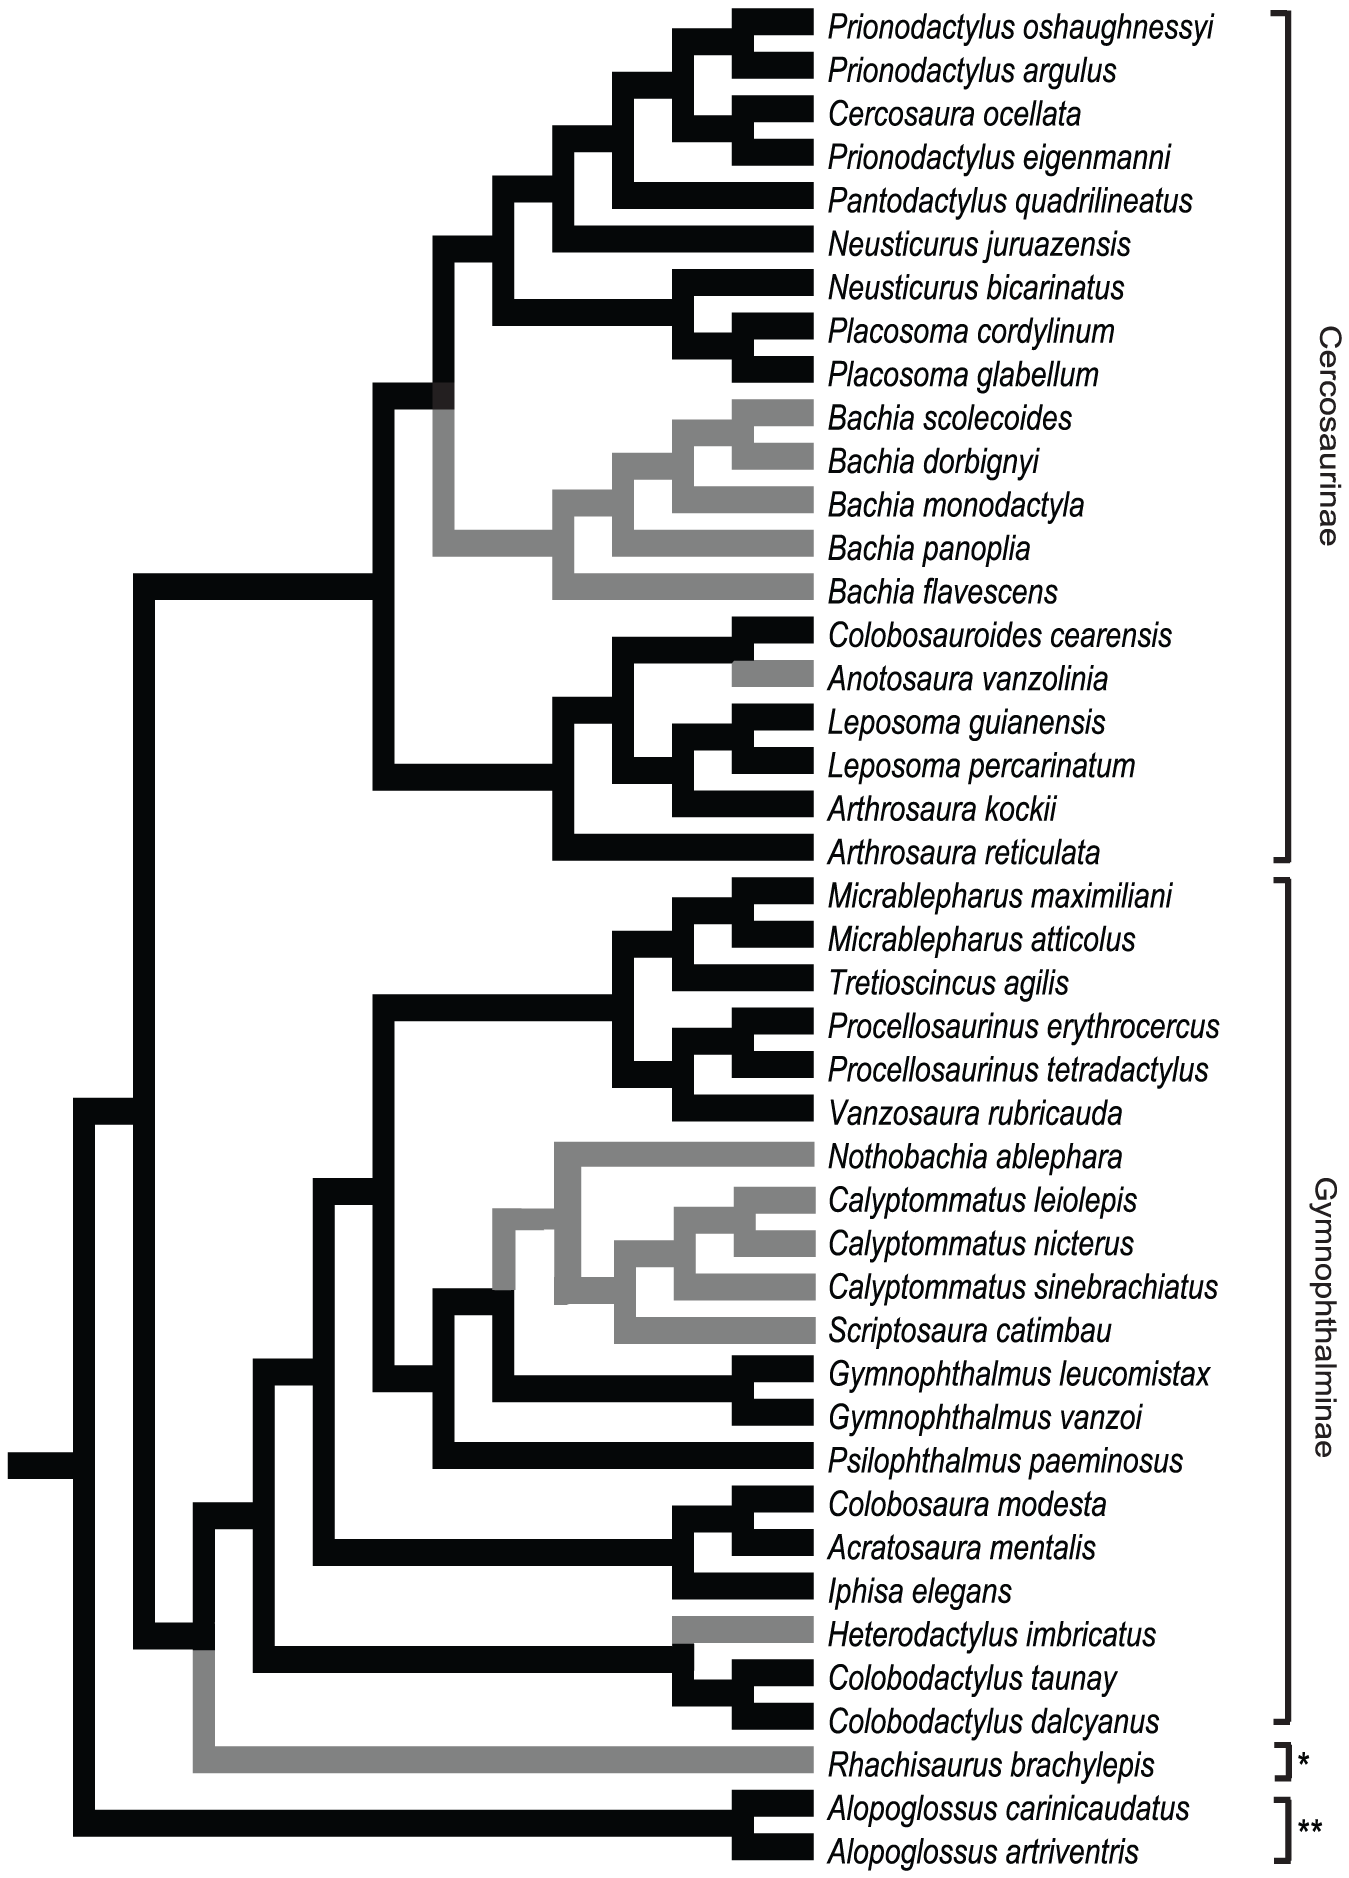 Prionodactylus oshaughnessyi
Prionodactylus argulus
Cercosaura ocellata
Prionodactylus eigenmanni
Pantodactylus quadrilineatus
Neusticurus juruazensis
Neusticurus bicarinatus
Placosoma cordylinum
Placosoma glabellum
Bachia scolecoides
Bachia dorbignyi
Bachia monodactyla
Bachia panoplia
Bachia flavescens
Colobosauroides cearensis
Anotosaura vanzolinia
Leposoma guianensis
Leposoma percarinatum
Arthrosaura kockii
Arthrosaura reticulata
Cercosaurinae
Micrablepharus maximiliani
Micrablepharus atticolus
Tretioscincus agilis
Procellosaurinus erythrocercus
Procellosaurinus tetradactylus
Vanzosaura rubricauda
Nothobachia ablephara
Calyptommatus leiolepis
Calyptommatus nicterus
Calyptommatus sinebrachiatus
Scriptosaura catimbau
Gymnophthalmus leucomistax
Gymnophthalmus vanzoi
Psilophthalmus paeminosus
Colobosaura modesta
Acratosaura mentalis
Iphisa elegans
Heterodactylus imbricatus
Colobodactylus taunay
Colobodactylus dalcyanus
Gymnophthalminae
Rhachisaurus brachylepis
*
Alopoglossus carinicaudatus
Alopoglossus artriventris
**